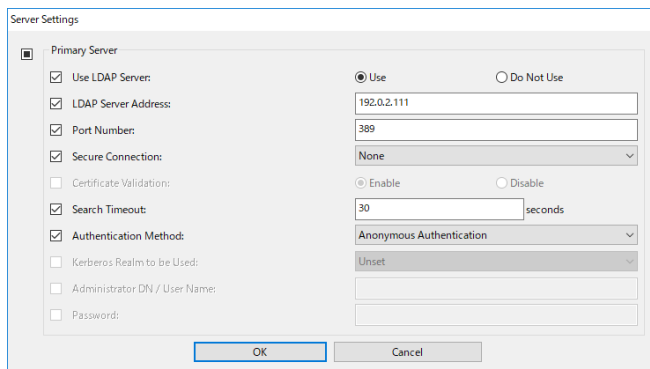 Server Settings
Primary Server
Use LDAP Server: Use Do Not Use
LDAP Server Address: 192.0.2.111
Port Number: 389
Secure Connection: None
Certificate Validation: Enable Disable
Search Timeout: 30 seconds
Authentication Method: Anonymous Authentication
Kerberos Realm to be Used: Unset
Administrator DN / User Name:
Password:
OK Cancel